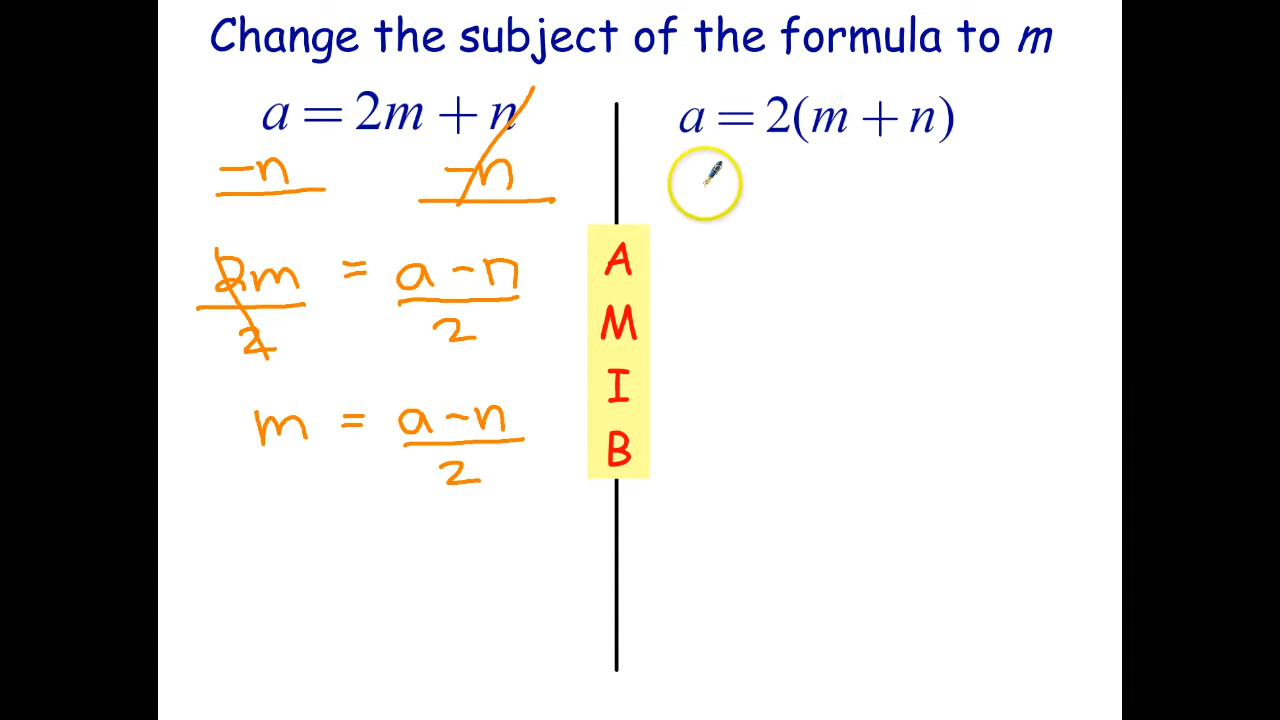 Change the subject of the formula to m
a = 2m + n
-n -n
2m = a - n
2 2
m = a - n
2
a = 2(m + n)
A
M
I
B